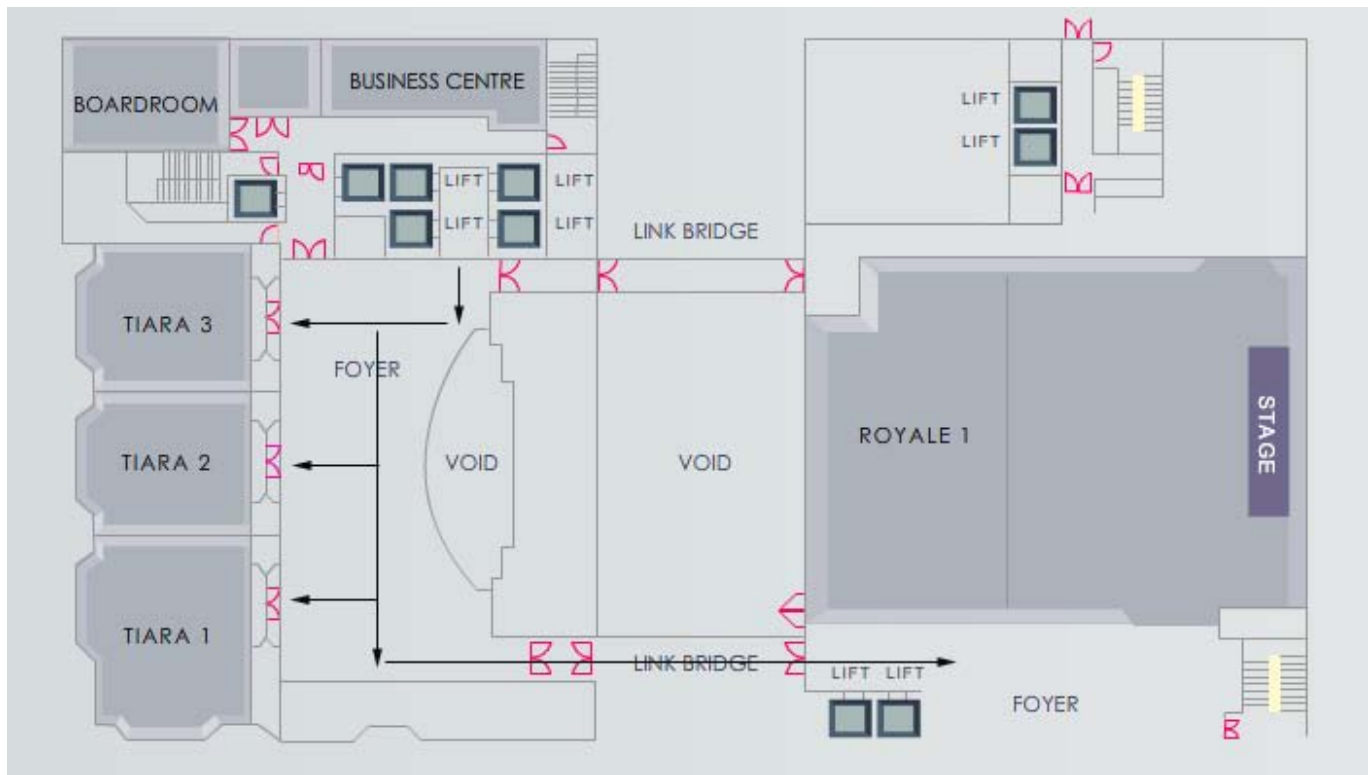 BUSINESS CENTRE
BOARDROOM
LIFT
LIFT
LIFT
LIFT
LIFT
LIFT
LINK BRIDGE
TIARA 3
FOYER
TIARA 2
VOID
VOID
ROYALE 1
STAGE
TIARA 1
LINK BRIDGE
LIFT LIFT
FOYER